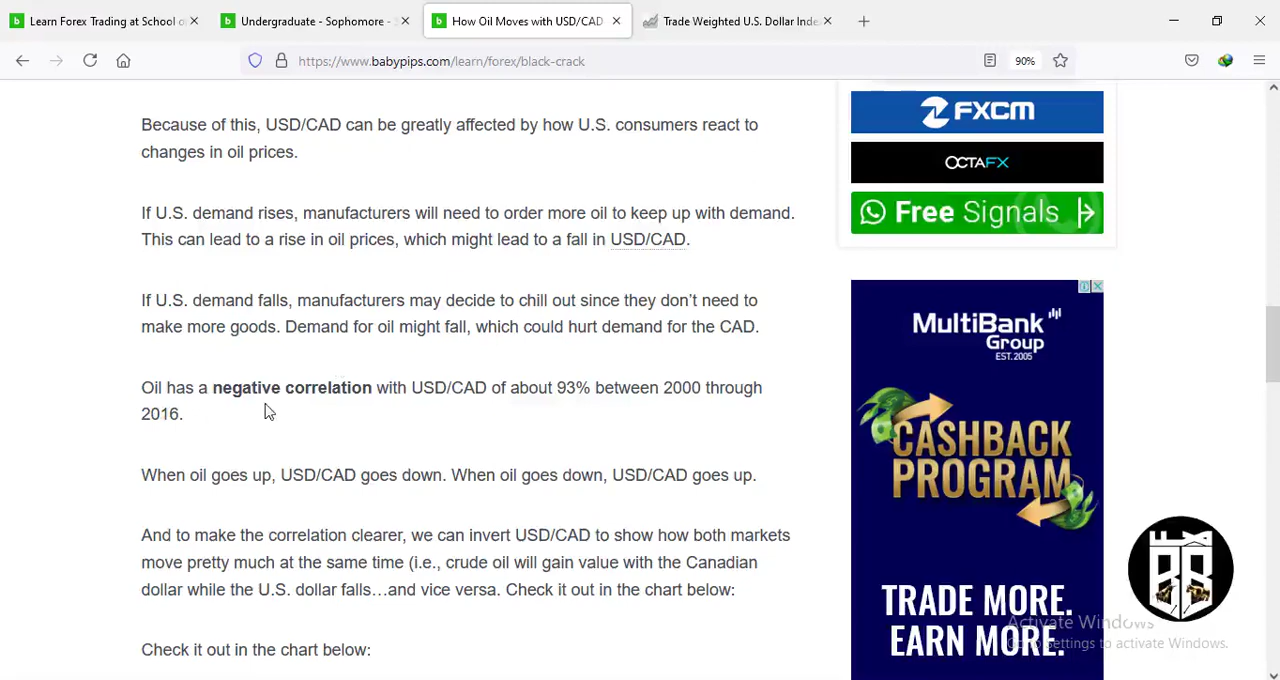 Learn Forex Trading at School o
Undergraduate - Sophomore -
How Oil Moves with USD/CAD
Trade Weighted U.S. Dollar Inde
https://www.babypips.com/learn/forex/black-crack
90%
Because of this, USD/CAD can be greatly affected by how U.S. consumers react to
changes in oil prices.
If U.S. demand rises, manufacturers will need to order more oil to keep up with demand.
This can lead to a rise in oil prices, which might lead to a fall in USD/CAD.
If U.S. demand falls, manufacturers may decide to chill out since they don’t need to
make more goods. Demand for oil might fall, which could hurt demand for the CAD.
Oil has a negative correlation with USD/CAD of about 93% between 2000 through
2016.
When oil goes up, USD/CAD goes down. When oil goes down, USD/CAD goes up.
And to make the correlation clearer, we can invert USD/CAD to show how both markets
move pretty much at the same time (i.e., crude oil will gain value with the Canadian
dollar while the U.S. dollar falls…and vice versa. Check it out in the chart below:
Check it out in the chart below:
FXCM
OCTAFX
Free Signals
MultiBank
Group
EST. 2005
CASHBACK
PROGRAM
TRADE MORE.
EARN MORE.
Activate Windows
Go to Settings to activate Windows.